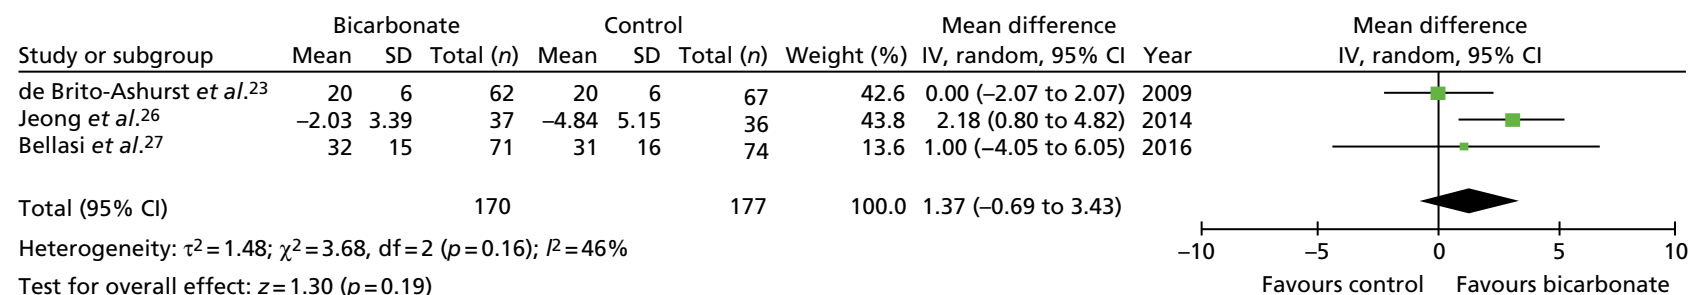 Bicarbonate Control Mean difference Mean difference
Study or subgroup Mean SD Total (n) Mean SD Total (n) Weight (%) IV, random, 95% CI Year IV, random, 95% CI
de Brito-Ashurst et al.23 20 6 62 20 6 67 42.6 0.00 (–2.07 to 2.07) 2009
Jeong et al.26 –2.03 3.39 37 –4.84 5.15 36 43.8 2.18 (0.80 to 4.82) 2014
Bellasi et al.27 32 15 71 31 16 74 13.6 1.00 (–4.05 to 6.05) 2016
Total (95% CI) 170 177 100.0 1.37 (–0.69 to 3.43)
Heterogeneity: τ2=1.48; χ2=3.68, df=2 (p=0.16); I2=46%
–10 –5 0 5 10
Test for overall effect: z=1.30 (p=0.19)
Favours control Favours bicarbonate